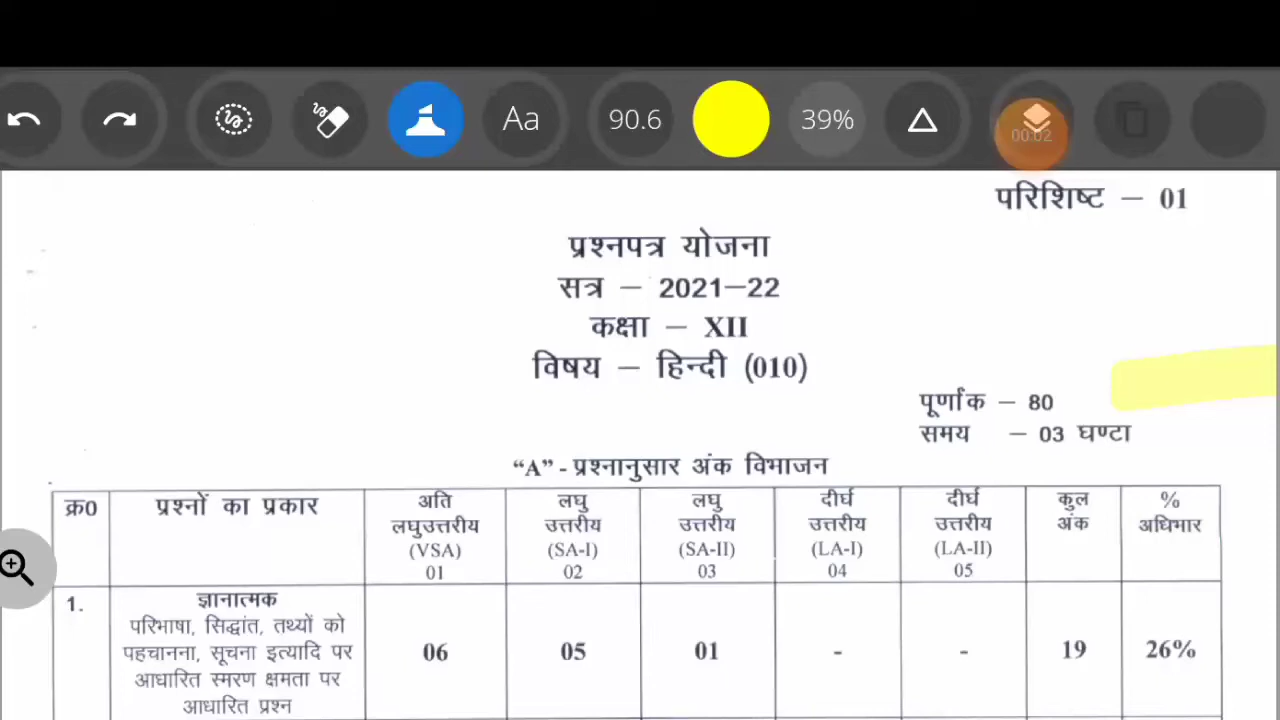 Aa
90.6
39%
00:02
परिशिष्ट – 01
प्रश्नपत्र योजना
सत्र – 2021–22
कक्षा – XII
विषय – हिन्दी (010)
पूर्णांक – 80
समय – 03 घण्टा
“A” - प्रश्नानुसार अंक विभाजन
क्र0 प्रश्नों का प्रकार अति लघुउत्तरीय (VSA) 01 लघु उत्तरीय (SA-I) 02 लघु उत्तरीय (SA-II) 03 दीर्घ उत्तरीय (LA-I) 04 दीर्घ उत्तरीय (LA-II) 05 कुल अंक % अधिभार
1. ज्ञानात्मक
परिभाषा, सिद्धांत, तथ्यों को
पहचानना, सूचना इत्यादि पर
आधारित स्मरण क्षमता पर
आधारित प्रश्न
06 05 01 - - 19 26%